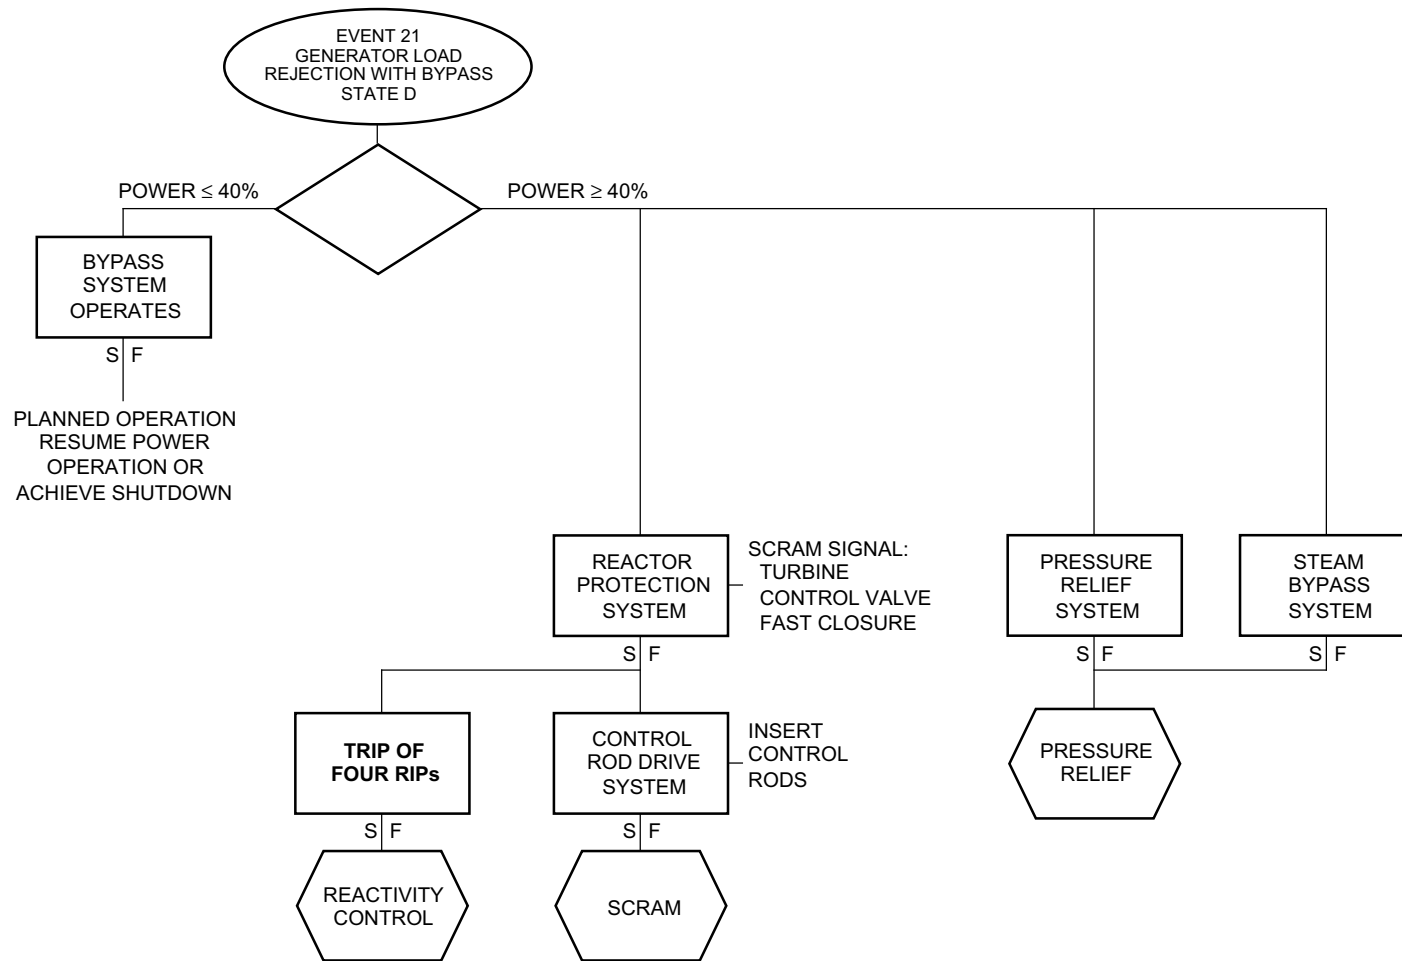 EVENT 21
GENERATOR LOAD
REJECTION WITH BYPASS
STATE D
POWER ≤ 40%
POWER ≥ 40%
BYPASS
SYSTEM
OPERATES
S F
PLANNED OPERATION
RESUME POWER
OPERATION OR
ACHIEVE SHUTDOWN
REACTOR
PROTECTION
SYSTEM
SCRAM SIGNAL:
TURBINE
CONTROL VALVE
FAST CLOSURE
PRESSURE
RELIEF
SYSTEM
STEAM
BYPASS
SYSTEM
S F
S F
S F
TRIP OF
FOUR RIPs
CONTROL
ROD DRIVE
SYSTEM
INSERT
CONTROL
RODS
PRESSURE
RELIEF
S F
S F
REACTIVITY
CONTROL
SCRAM